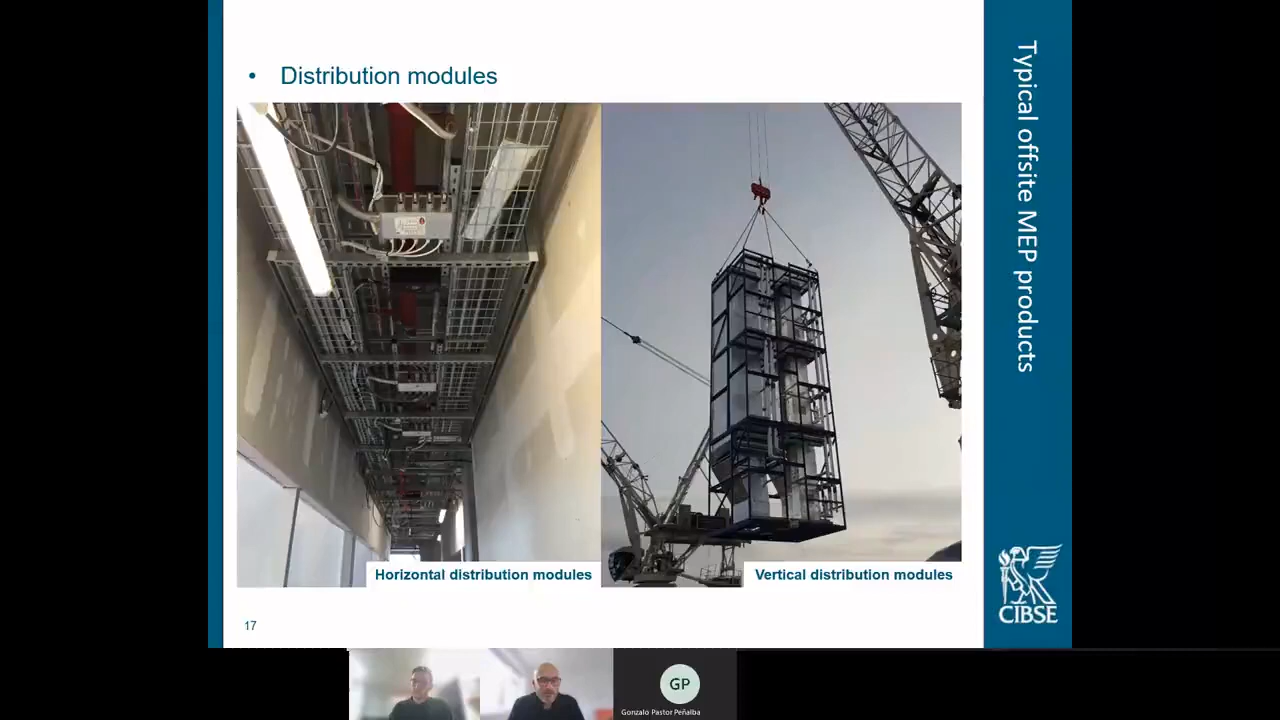 • Distribution modules
Typical offsite MEP products
Horizontal distribution modules
Vertical distribution modules
17
CIBSE
GP
Gonzalo Pastor Peñalba